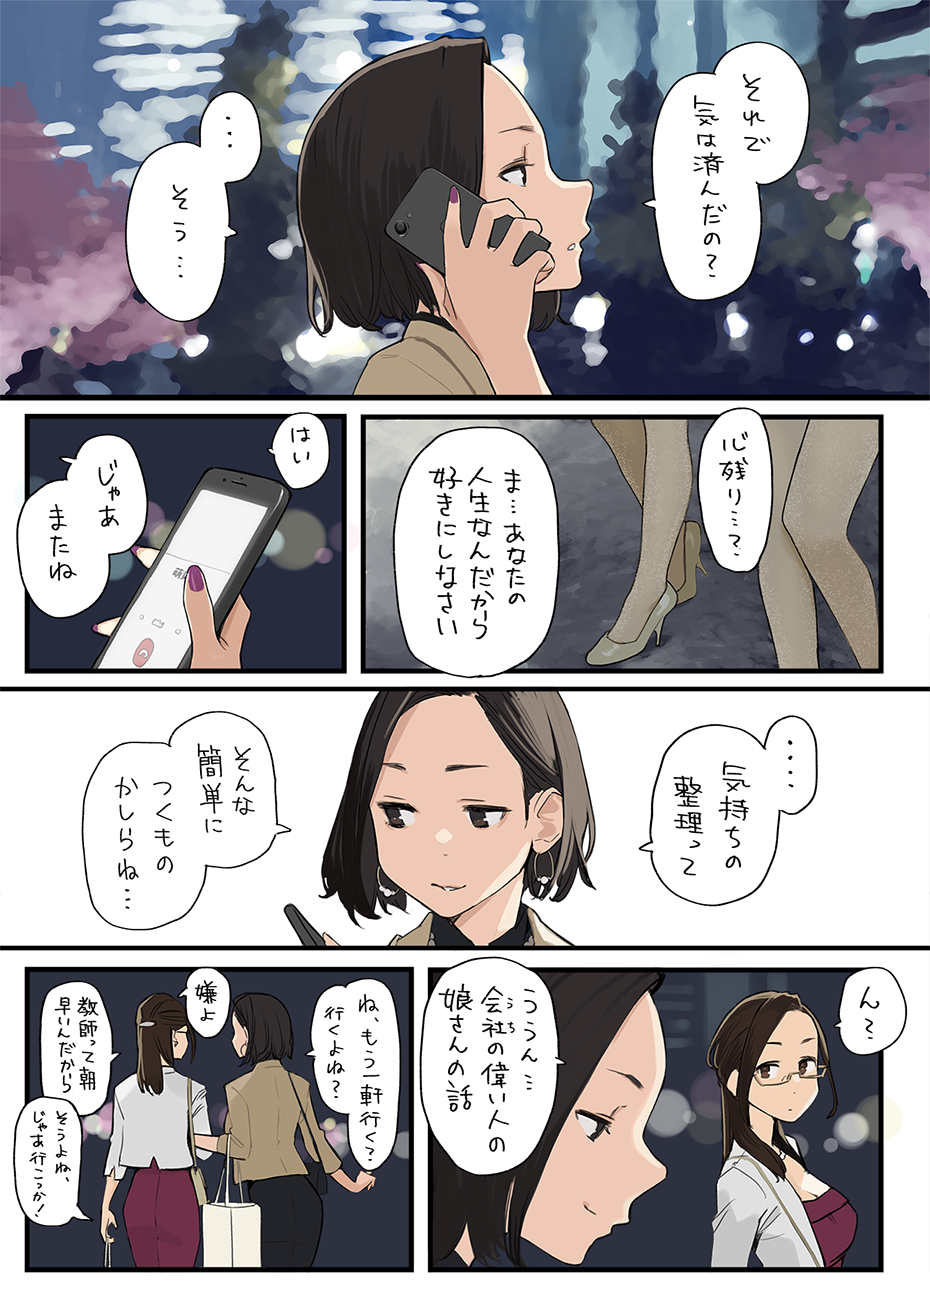 それで
気は済んだの？
・・・
そう…
心残り…？
ま…あなたの
人生なんだから
好きにしなさい
はい
じゃあ
またね
・・・・
気持ちの
整理って
そんな
簡単に
つくもの
かしらね…
ん？
ううん…
会社の偉い人の
うち
娘さんの話
ね、もう一軒行く？
行くよね？
嫌よ
教師って朝
早いんだから
そうよね、
じゃあ行こっか！